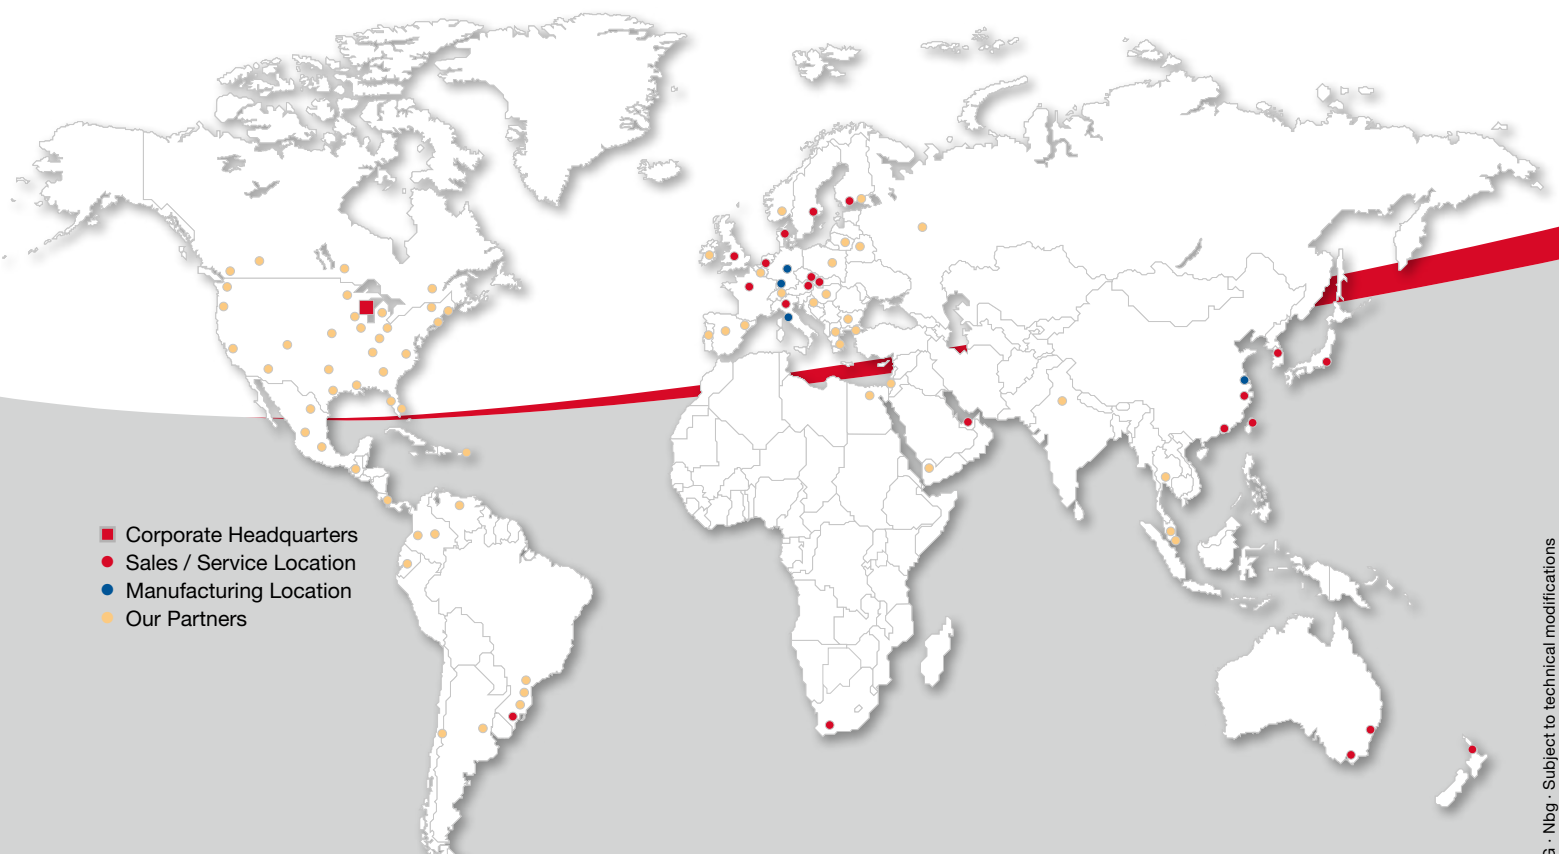 Corporate Headquarters
Sales / Service Location
Manufacturing Location
Our Partners
· Nbg · Subject to technical modifications